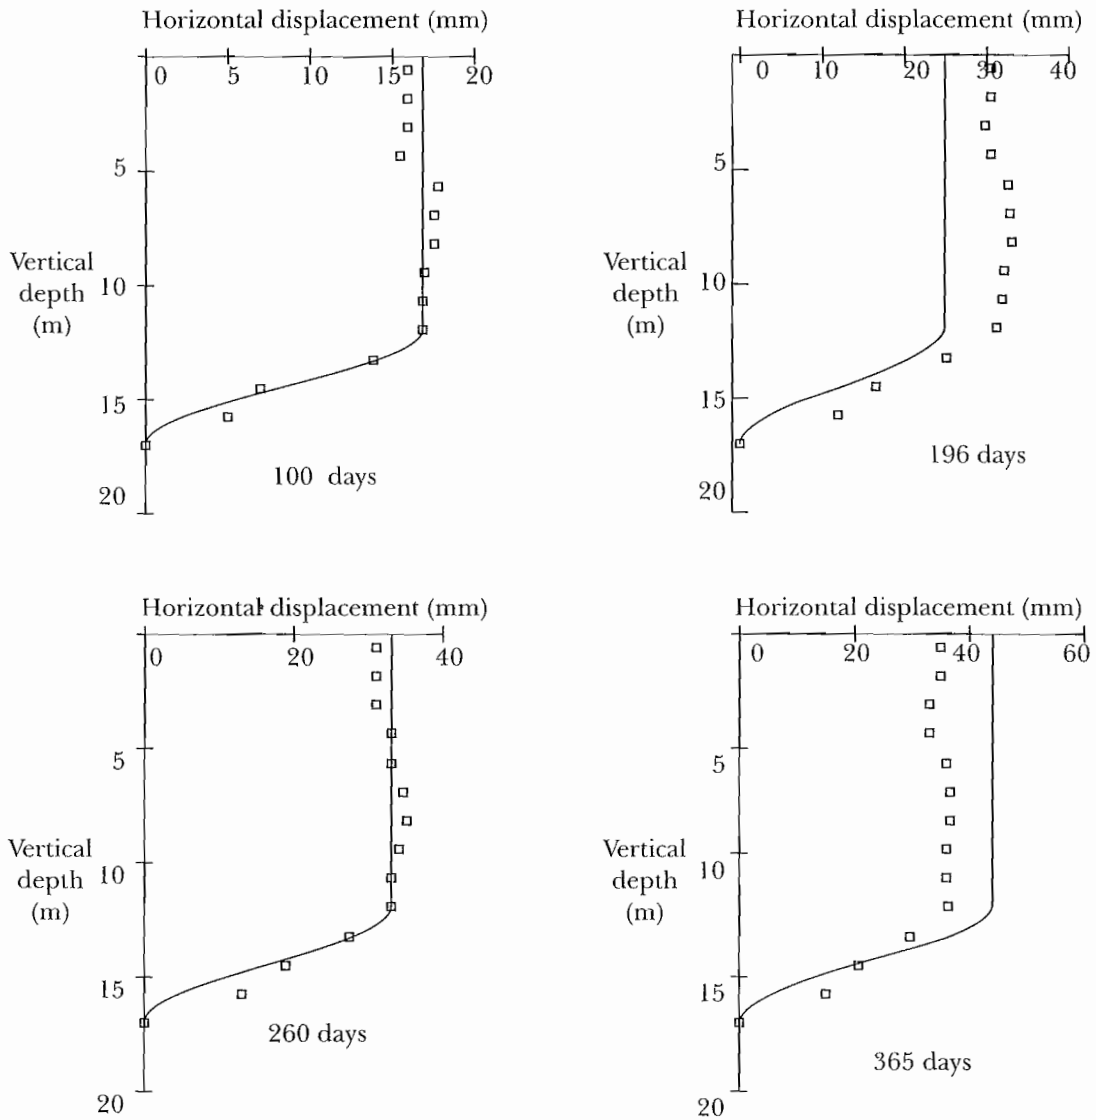 Horizontal displacement (mm)
0 5 10 15 20
5
Vertical
depth
(m)
10
15
20
100 days
Horizontal displacement (mm)
0 10 20 30 40
5
Vertical
depth
(m)
10
15
20
196 days
Horizontal displacement (mm)
0 20 40
5
Vertical
depth
(m)
10
15
20
260 days
Horizontal displacement (mm)
0 20 40 60
5
Vertical
depth
(m)
10
15
20
365 days